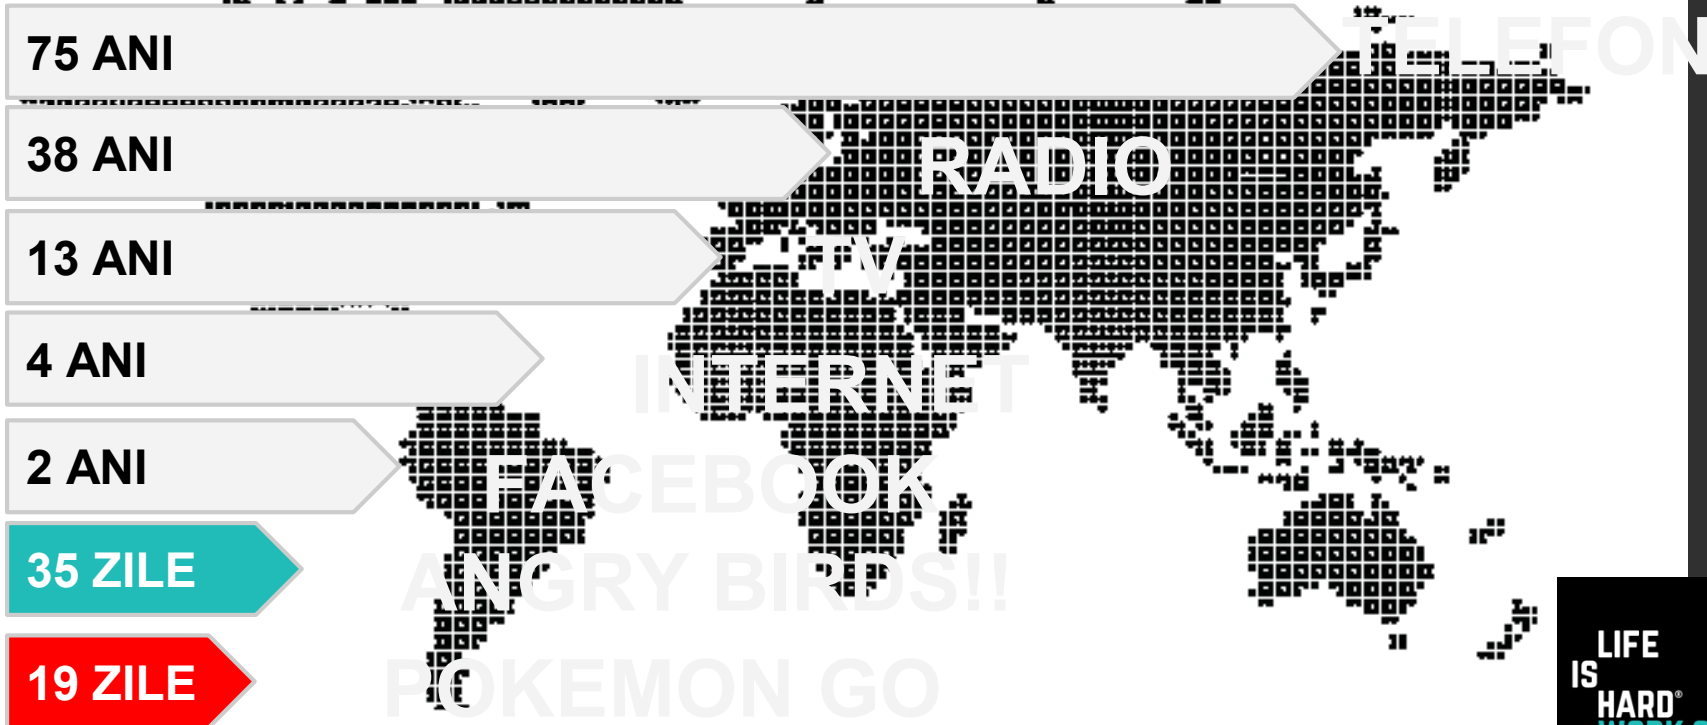 75 ANI
TELEFON
38 ANI
RADIO
13 ANI
TV
4 ANI
INTERNET
2 ANI
FACEBOOK
35 ZILE
ANGRY BIRDS!!
19 ZILE
POKEMON GO
LIFE
IS
HARD®